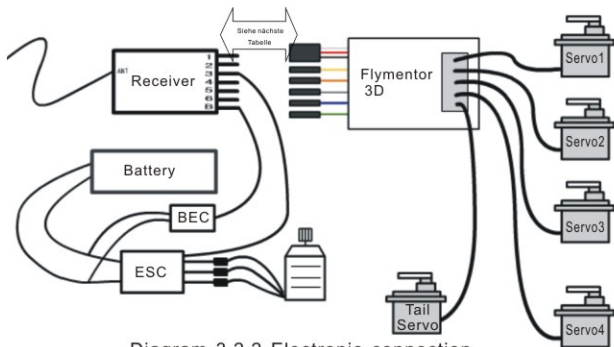 Siehe nächste
Tabelle
ANT
Receiver
1
2
3
4
5
6
B
Flymentor
3D
Servo1
Servo2
Servo3
Servo4
Battery
BEC
ESC
Tail
Servo
Diagram 3.2.2 Electronic connection